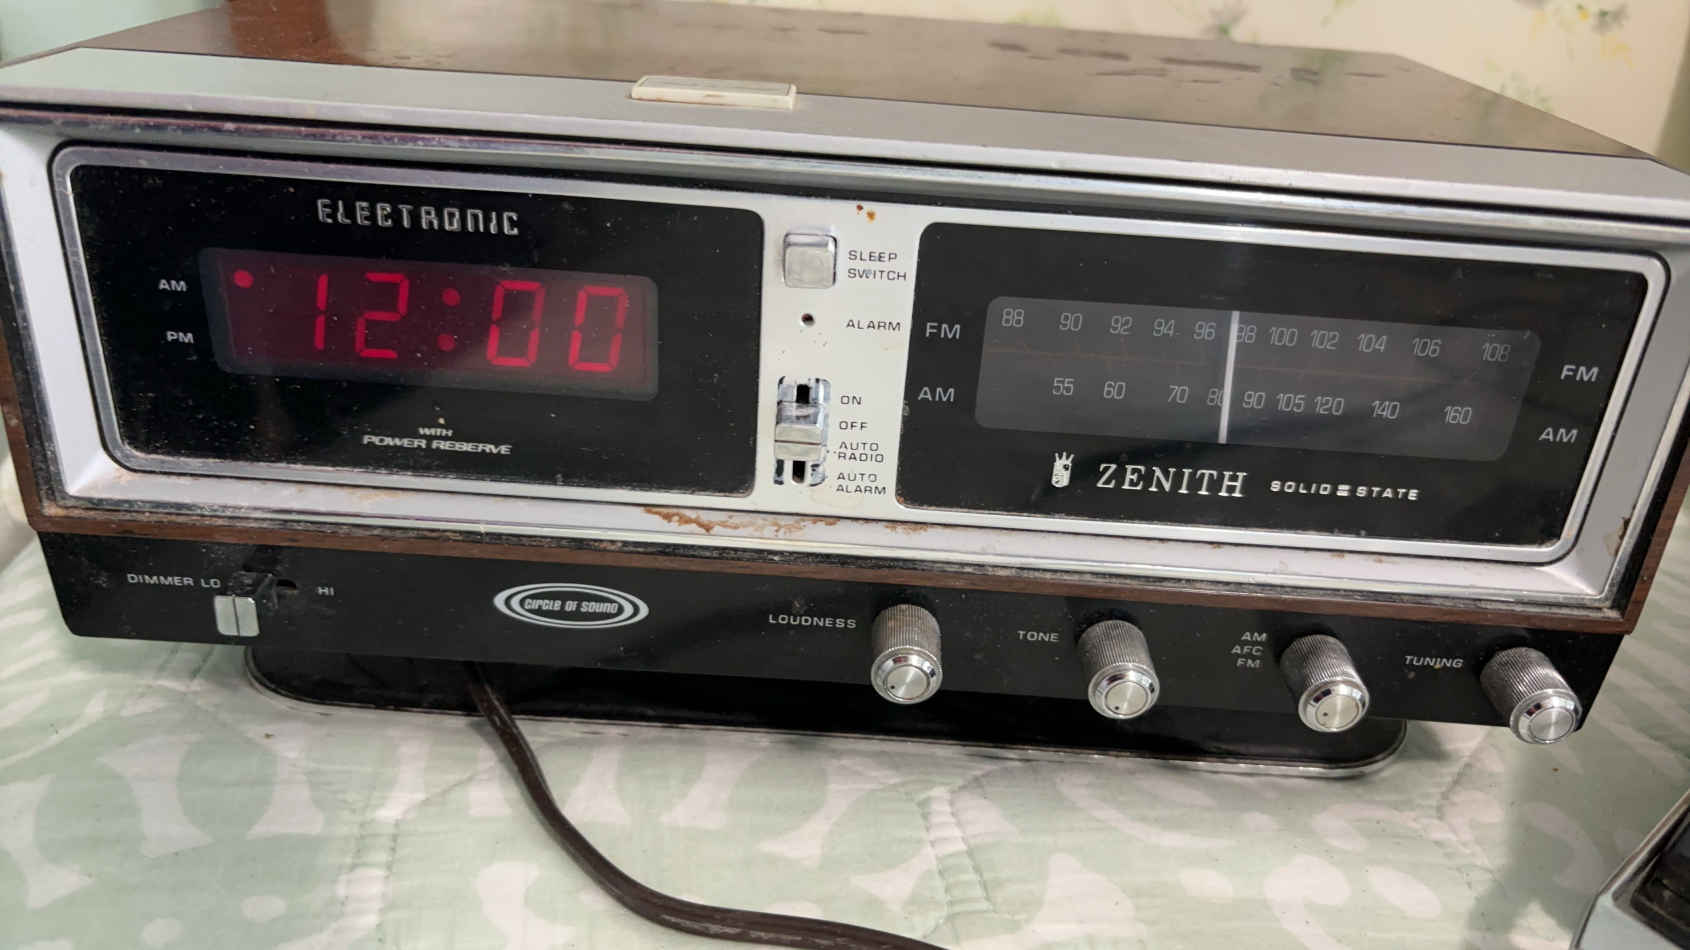 ELECTRONIC
AM
PM
12:00
WITH
POWER RESERVE
SLEEP
SWITCH
ALARM
ON
OFF
AUTO
RADIO
AUTO
ALARM
FM 88 90 92 94 96 98 100 102 104 106 108 FM
AM 55 60 70 80 90 105 120 140 160 AM
ZENITH SOLID STATE
DIMMER LO HI
CIRCLE OF SOUND
LOUDNESS
TONE
AM
AFC
FM
TUNING